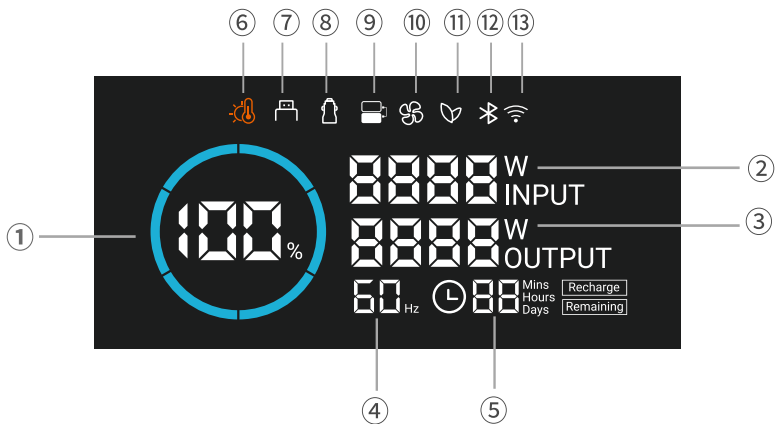 ⑥ ⑦ ⑧ ⑨ ⑩ ⑪ ⑫ ⑬
8888 W INPUT ②
① 100 %
8888 W OUTPUT ③
60 Hz 88 Mins Hours Days Recharge Remaining
④ ⑤